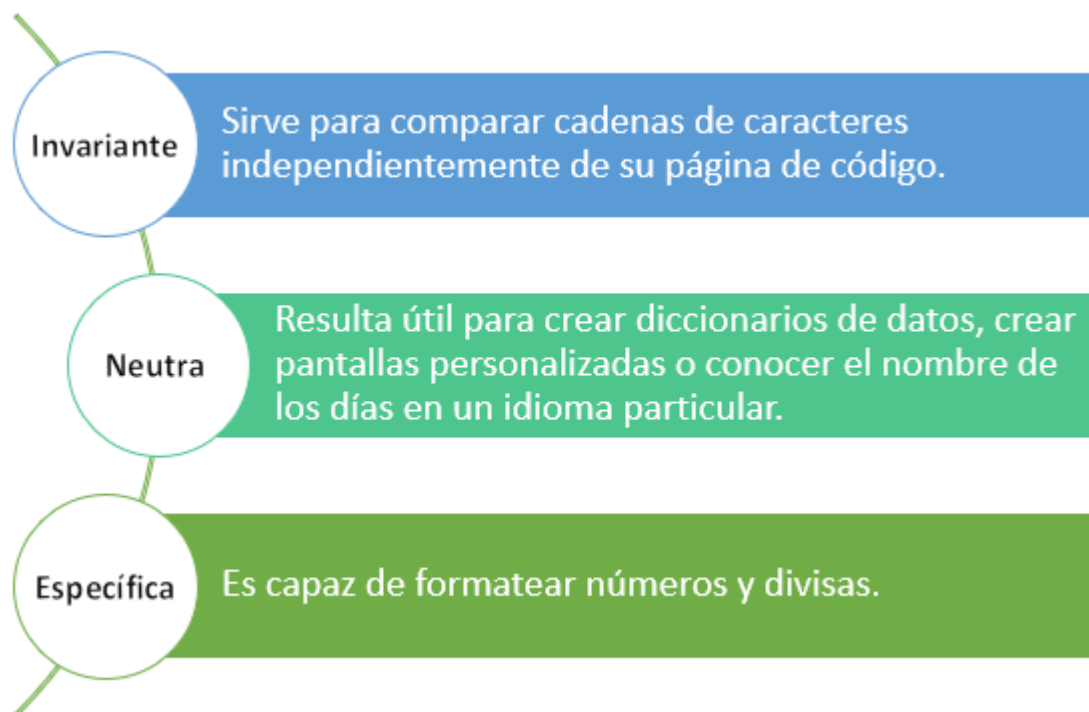 Invariante
Sirve para comparar cadenas de caracteres
independientemente de su página de código.
Neutra
Resulta útil para crear diccionarios de datos, crear
pantallas personalizadas o conocer el nombre de
los días en un idioma particular.
Específica
Es capaz de formatear números y divisas.